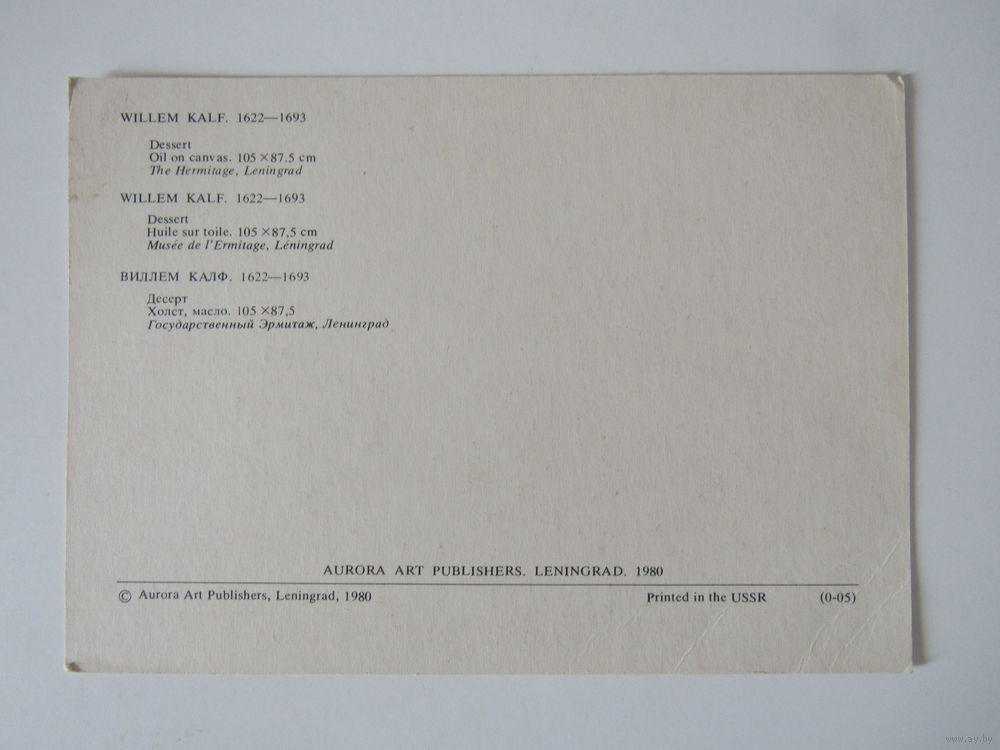 WILLEM KALF. 1622—1693
Dessert
Oil on canvas. 105 × 87.5 cm
The Hermitage, Leningrad
WILLEM KALF. 1622—1693
Dessert
Huile sur toile. 105 × 87,5 cm
Musée de l'Ermitage, Léningrad
ВИЛЛЕМ КАЛФ. 1622—1693
Десерт
Холст, масло. 105 × 87,5
Государственный Эрмитаж, Ленинград
AURORA ART PUBLISHERS. LENINGRAD. 1980
© Aurora Art Publishers, Leningrad, 1980 Printed in the USSR (0-05)
www.ay.by